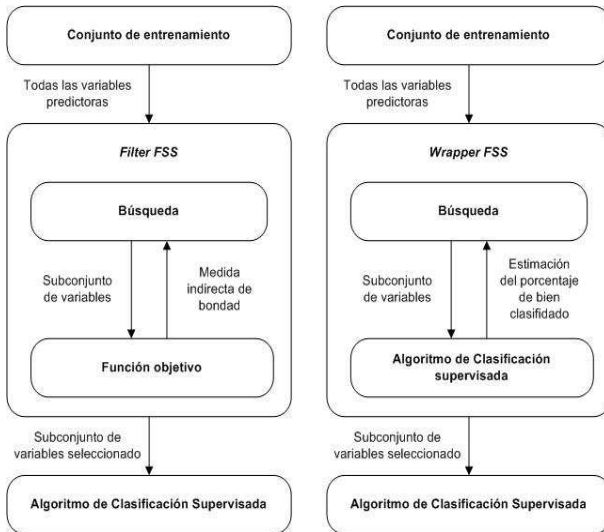 Conjunto de entrenamiento
Todas las variables
predictoras
Filter FSS
Búsqueda
Subconjunto
de variables
Medida
indirecta de
bondad
Función objetivo
Subconjunto de
variables seleccionado
Algoritmo de Clasificación Supervisada
Conjunto de entrenamiento
Todas las variables
predictoras
Wrapper FSS
Búsqueda
Subconjunto
de variables
Estimación
del porcentaje
de bien
clasifidado
Algoritmo de Clasificación
supervisada
Subconjunto de
variables seleccionado
Algoritmo de Clasificación Supervisada